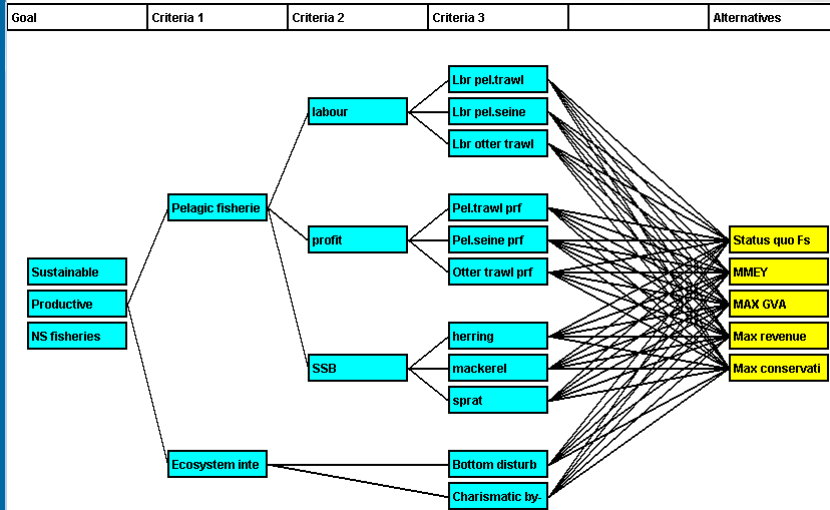 Goal
Criteria 1
Criteria 2
Criteria 3
Alternatives
Lbr pel.trawl
labour
Lbr pel.seine
Lbr otter trawl
Pelagic fisherie
Pel.trawl prf
profit
Pel.seine prf
Status quo Fs
Sustainable
Otter trawl prf
MMEY
Productive
MAX GVA
NS fisheries
herring
Max revenue
SSB
mackerel
Max conservati
sprat
Ecosystem inte
Bottom disturb
Charismatic by-